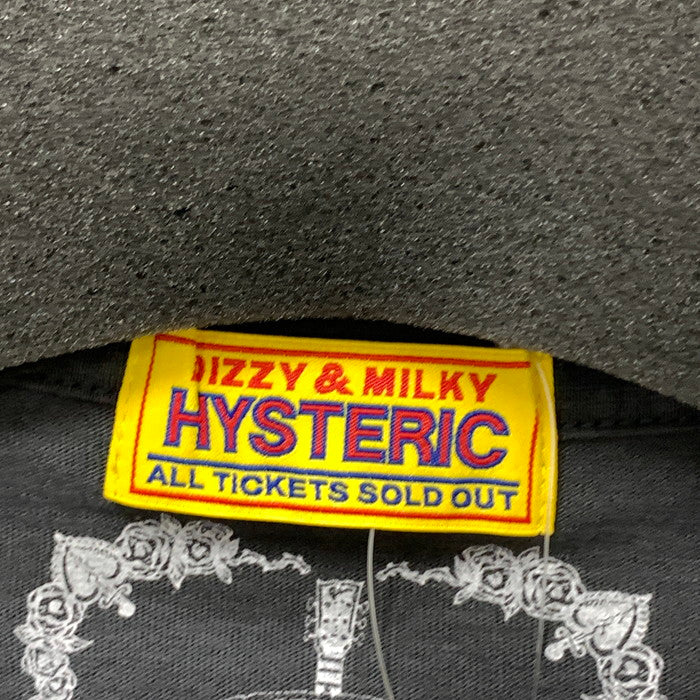 DIZZY & MILKY
HYSTERIC
ALL TICKETS SOLD OUT